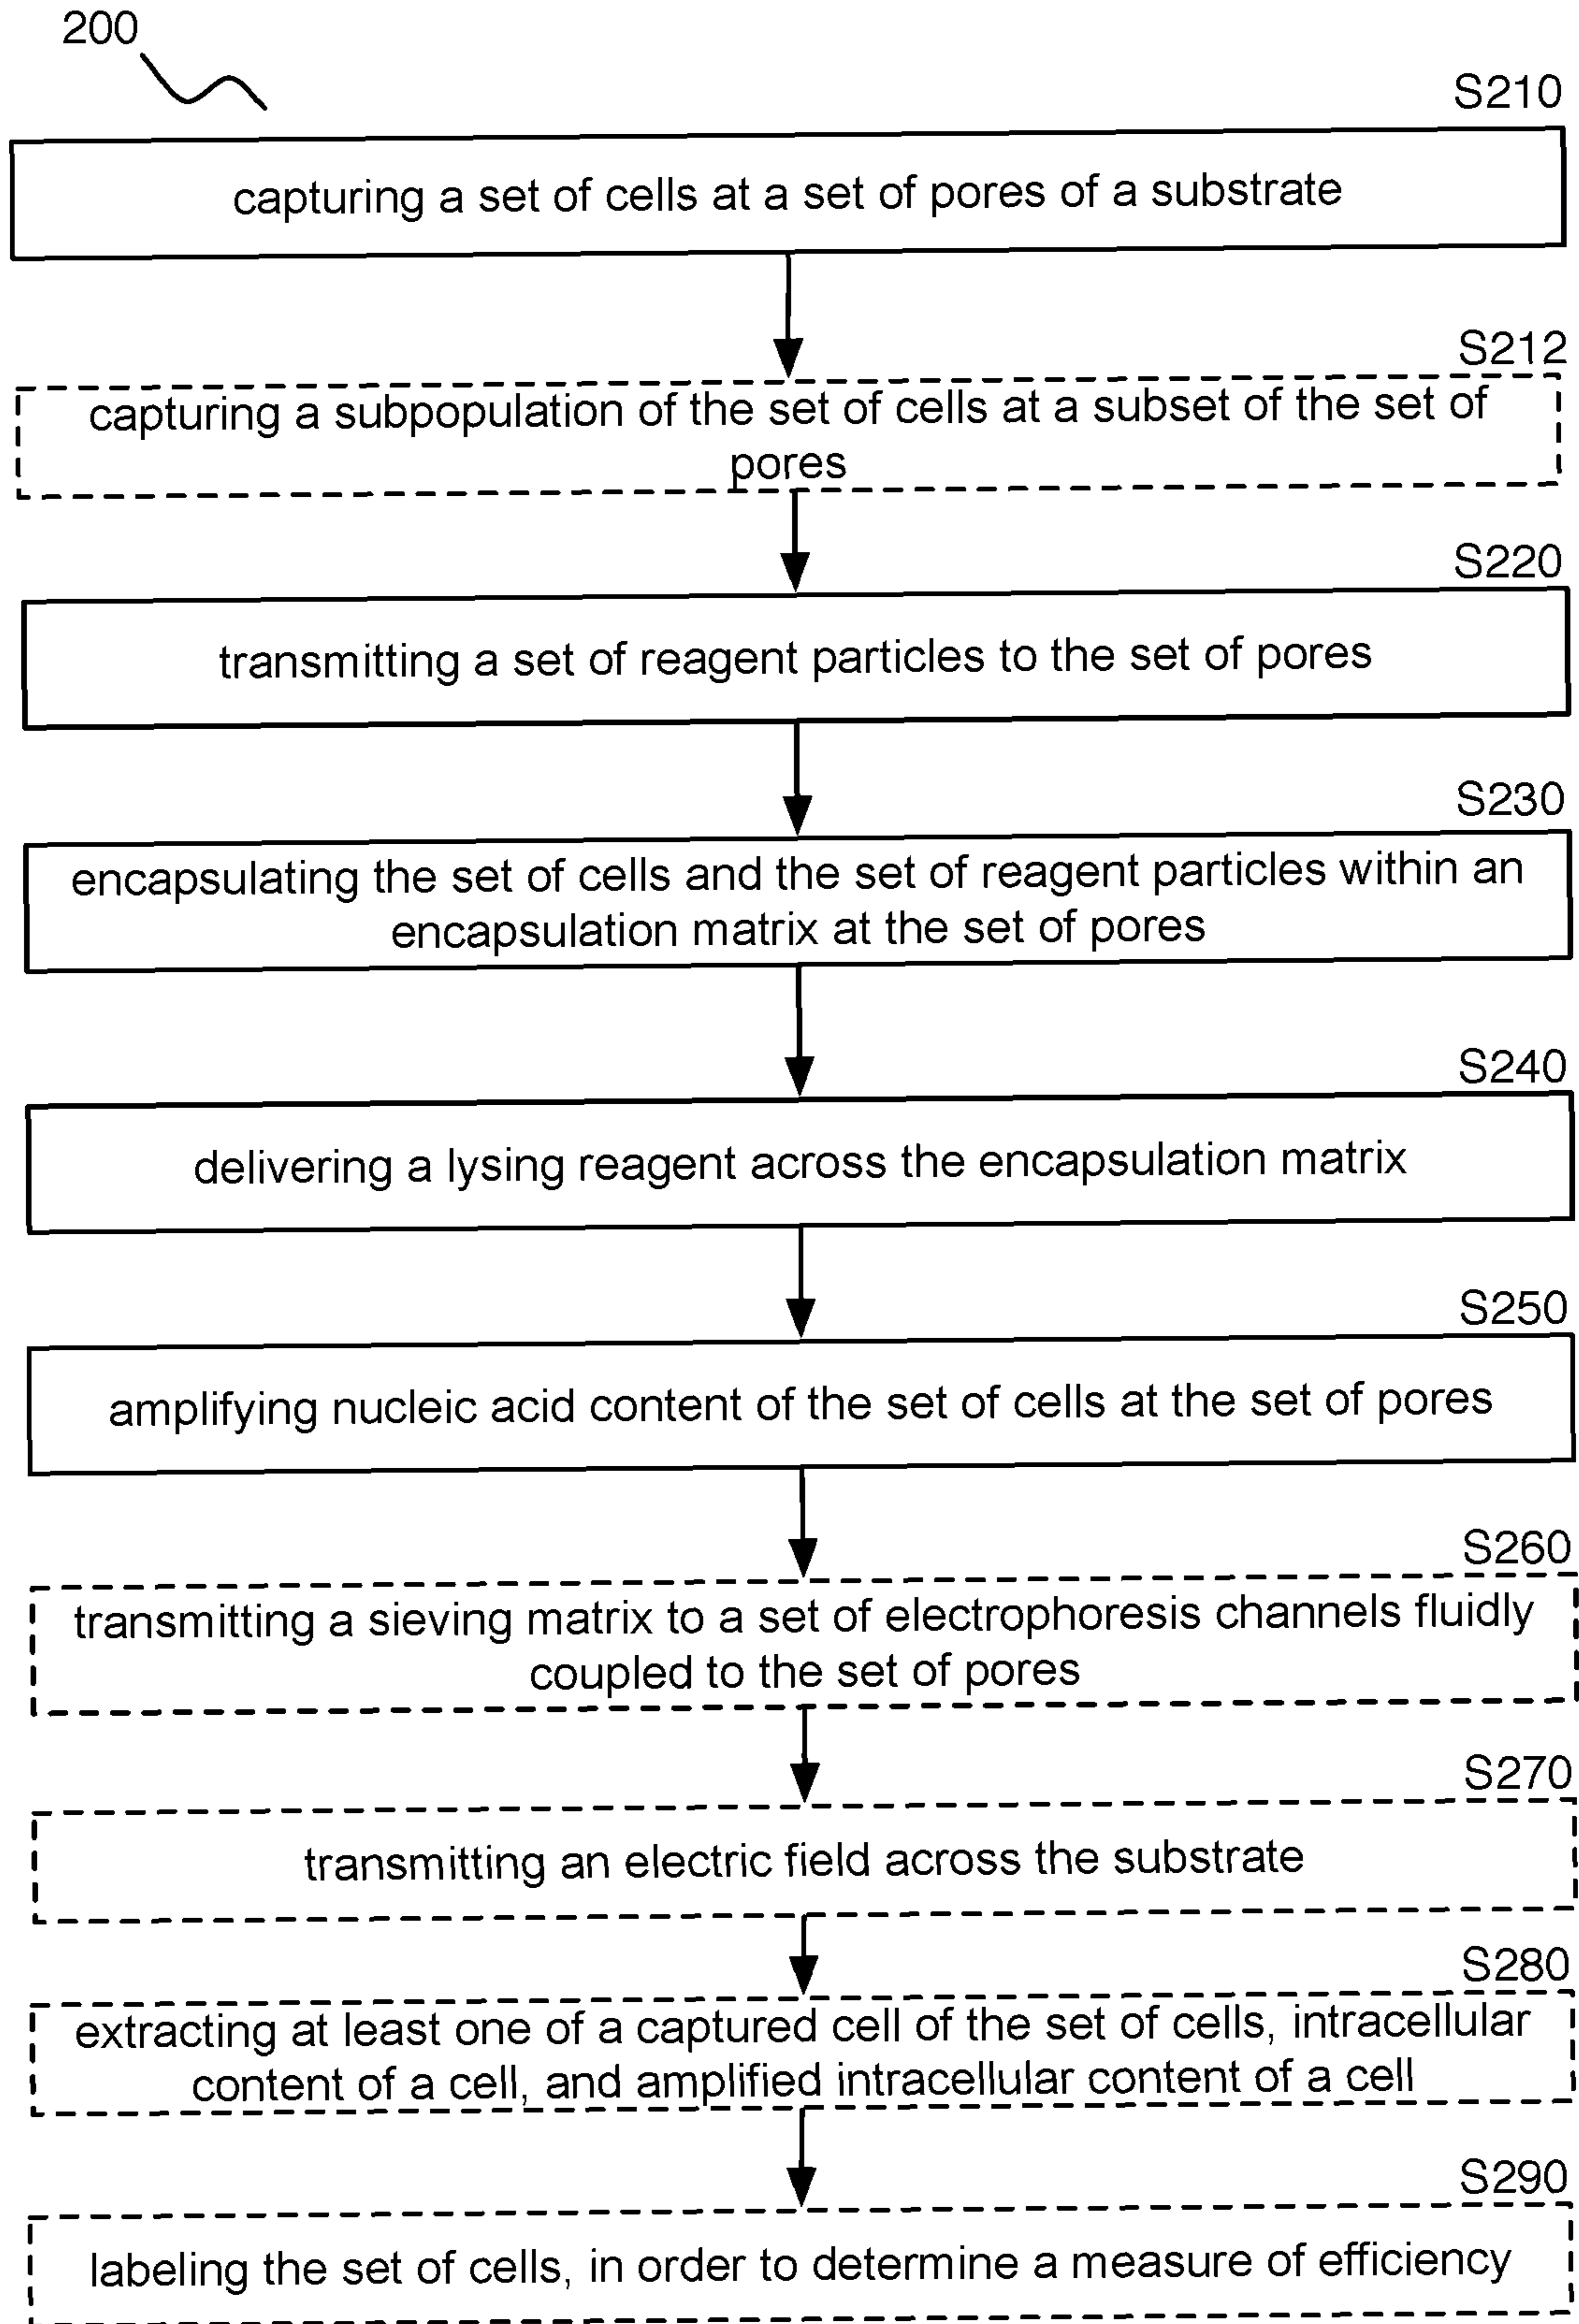 200
S210
capturing a set of cells at a set of pores of a substrate
S212
capturing a subpopulation of the set of cells at a subset of the set of
pores
S220
transmitting a set of reagent particles to the set of pores
S230
encapsulating the set of cells and the set of reagent particles within an
encapsulation matrix at the set of pores
S240
delivering a lysing reagent across the encapsulation matrix
S250
amplifying nucleic acid content of the set of cells at the set of pores
S260
transmitting a sieving matrix to a set of electrophoresis channels fluidly
coupled to the set of pores
S270
transmitting an electric field across the substrate
S280
extracting at least one of a captured cell of the set of cells, intracellular
content of a cell, and amplified intracellular content of a cell
S290
labeling the set of cells, in order to determine a measure of efficiency